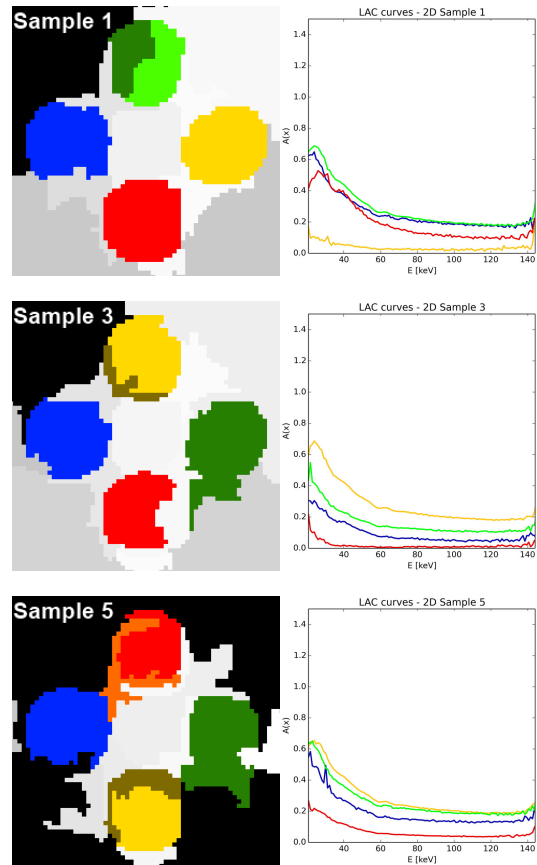 Sample 1
LAC curves - 2D Sample 1
1.4
1.2
1.0
0.8
0.6
0.4
0.2
0.0
A(x)
40 60 80 100 120 140
E [keV]
Sample 3
LAC curves - 2D Sample 3
1.4
1.2
1.0
0.8
0.6
0.4
0.2
0.0
A(x)
40 60 80 100 120 140
E [keV]
Sample 5
LAC curves - 2D Sample 5
1.4
1.2
1.0
0.8
0.6
0.4
0.2
0.0
A(x)
40 60 80 100 120 140
E [keV]